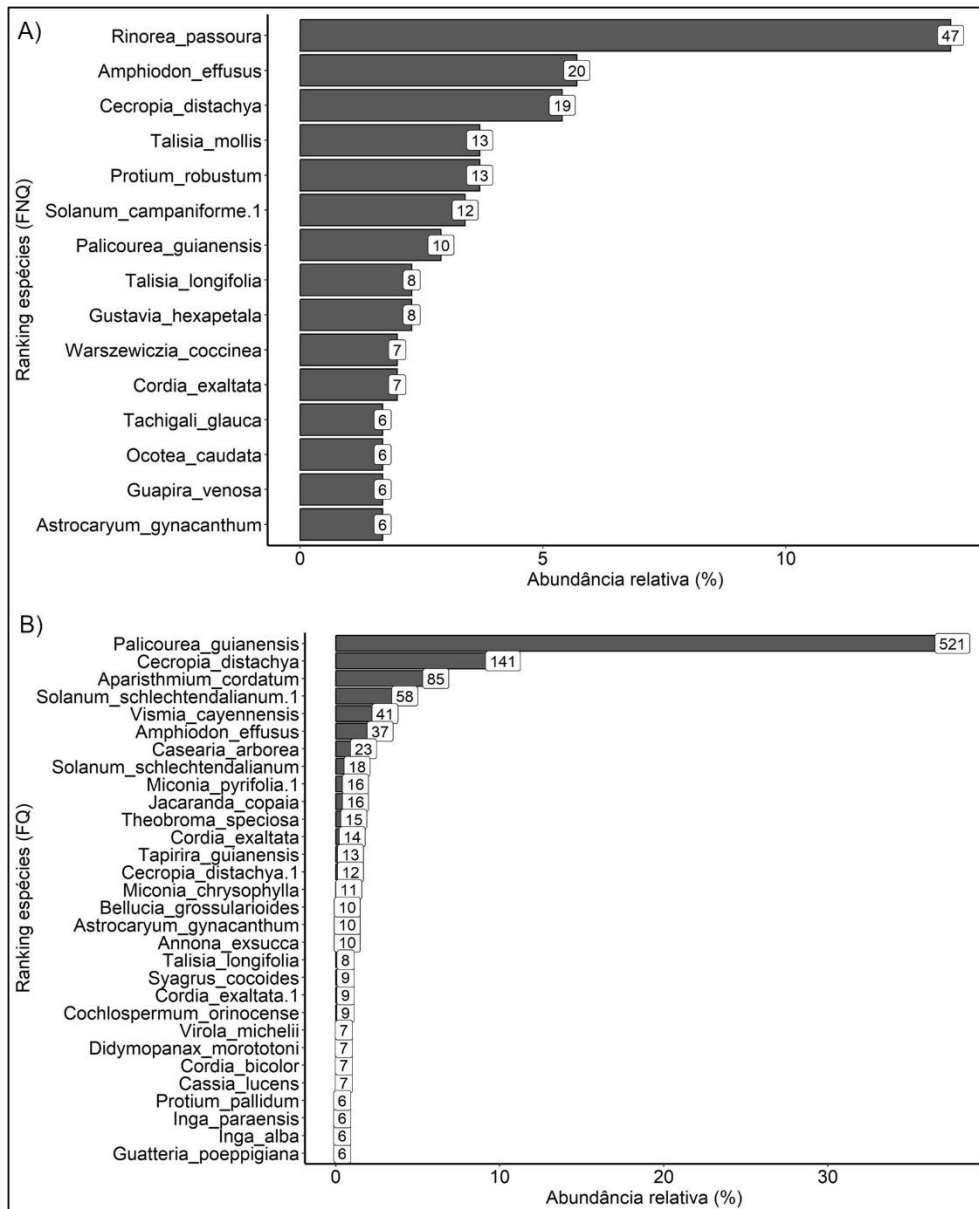 A)
Ranking espécies (FNQ)
Rinorea_passoura 47
Amphiodon_effusus 20
Cecropia_distachya 19
Talisia_mollis 13
Protium_robustum 13
Solanum_campaniforme.1 12
Palicourea_guianensis 10
Talisia_longifolia 8
Gustavia_hexapetala 8
Warszewiczia_coccinea 7
Cordia_exaltata 7
Tachigali_glauca 6
Ocotea_caudata 6
Guapira_venosa 6
Astrocaryum_gynacanthum 6
0 5 10
Abundância relativa (%)
B)
Ranking espécies (FQ)
Palicourea_guianensis 521
Cecropia_distachya 141
Aparisthmium_cordatum 85
Solanum_schlechtendalianum.1 58
Vismia_cayennensis 41
Amphiodon_effusus 37
Casearia_arborea 23
Solanum_schlechtendalianum 18
Miconia_pyrifolia.1 16
Jacaranda_copaia 16
Theobroma_speciosa 15
Cordia_exaltata 14
Tapirira_guianensis 13
Cecropia_distachya.1 12
Miconia_chrysophylla 11
Bellucia_grossularioides 10
Astrocaryum_gynacanthum 10
Annona_exsucca 10
Talisia_longifolia 8
Syagrus_cocoides 9
Cordia_exaltata.1 9
Cochlospermum_orinocense 9
Virola_michelii 7
Didymopanax_morototoni 7
Cordia_bicolor 7
Cassia_lucens 7
Protium_pallidum 6
Inga_paraensis 6
Inga_alba 6
Guatteria_poeppigiana 6
0 10 20 30
Abundância relativa (%)